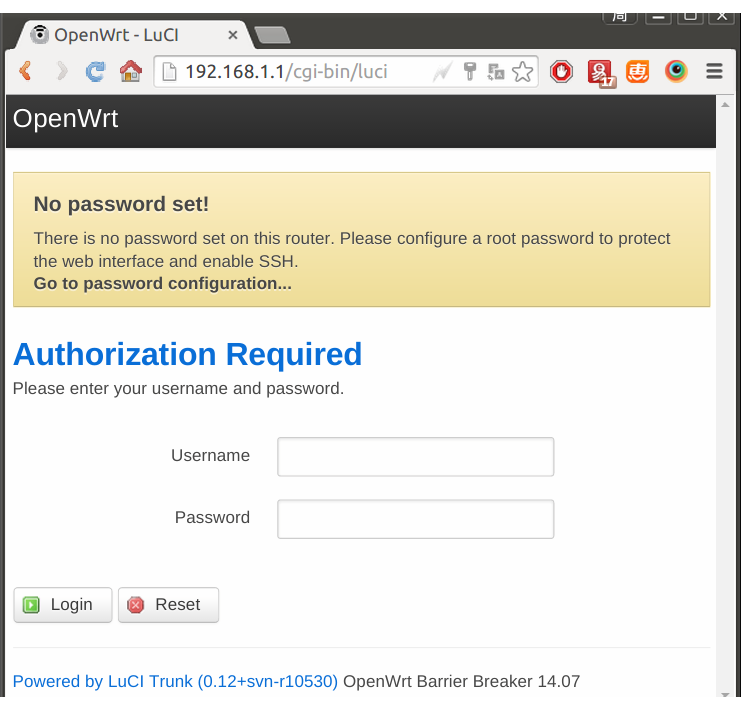 周
OpenWrt - LuCI
192.168.1.1/cgi-bin/luci
17
惠
OpenWrt
No password set!
There is no password set on this router. Please configure a root password to protect
the web interface and enable SSH.
Go to password configuration...
Authorization Required
Please enter your username and password.
Username
Password
Login
Reset
Powered by LuCI Trunk (0.12+svn-r10530) OpenWrt Barrier Breaker 14.07